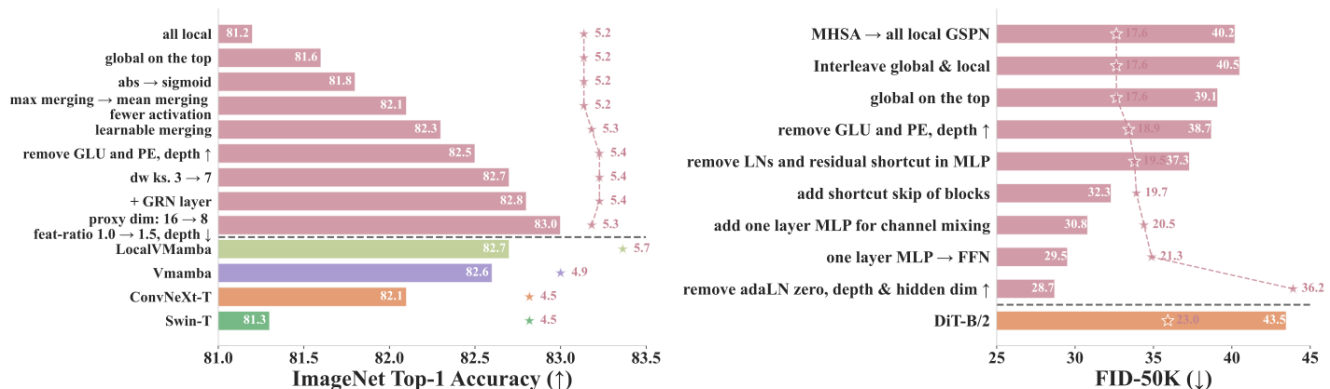 all local 81.2 5.2
global on the top 81.6 5.2
abs → sigmoid 81.8 5.2
max merging → mean merging
fewer activation 82.1 5.2
learnable merging 82.3 5.3
remove GLU and PE, depth ↑ 82.5 5.4
dw ks. 3 → 7 82.7 5.4
+ GRN layer 82.8 5.4
proxy dim: 16 → 8
feat-ratio 1.0 → 1.5, depth ↓ 83.0 5.3
LocalVMamba 82.7 5.7
Vmamba 82.6 4.9
ConvNeXt-T 82.1 4.5
Swin-T 81.3 4.5
81.0 81.5 82.0 82.5 83.0 83.5
ImageNet Top-1 Accuracy (↑)
MHSA → all local GSPN 17.6 40.2
Interleave global & local 17.6 40.5
global on the top 17.6 39.1
remove GLU and PE, depth ↑ 18.9 38.7
remove LNs and residual shortcut in MLP 19.5 37.3
add shortcut skip of blocks 32.3 19.7
add one layer MLP for channel mixing 30.8 20.5
one layer MLP → FFN 29.5 21.3
remove adaLN zero, depth & hidden dim ↑ 28.7 36.2
DiT-B/2 23.0 43.5
25 30 35 40 45
FID-50K (↓)